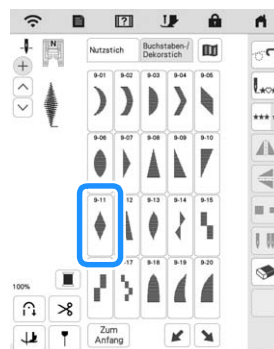 N
Nutzstich
Buchstaben-/
Dekorstich
9-01 9-02 9-03 9-04 9-05
9-06 9-07 9-08 9-09 9-10
9-11 12 9-13 9-14 9-15
-17 9-18 9-19 9-20
100%
Zum
Anfang